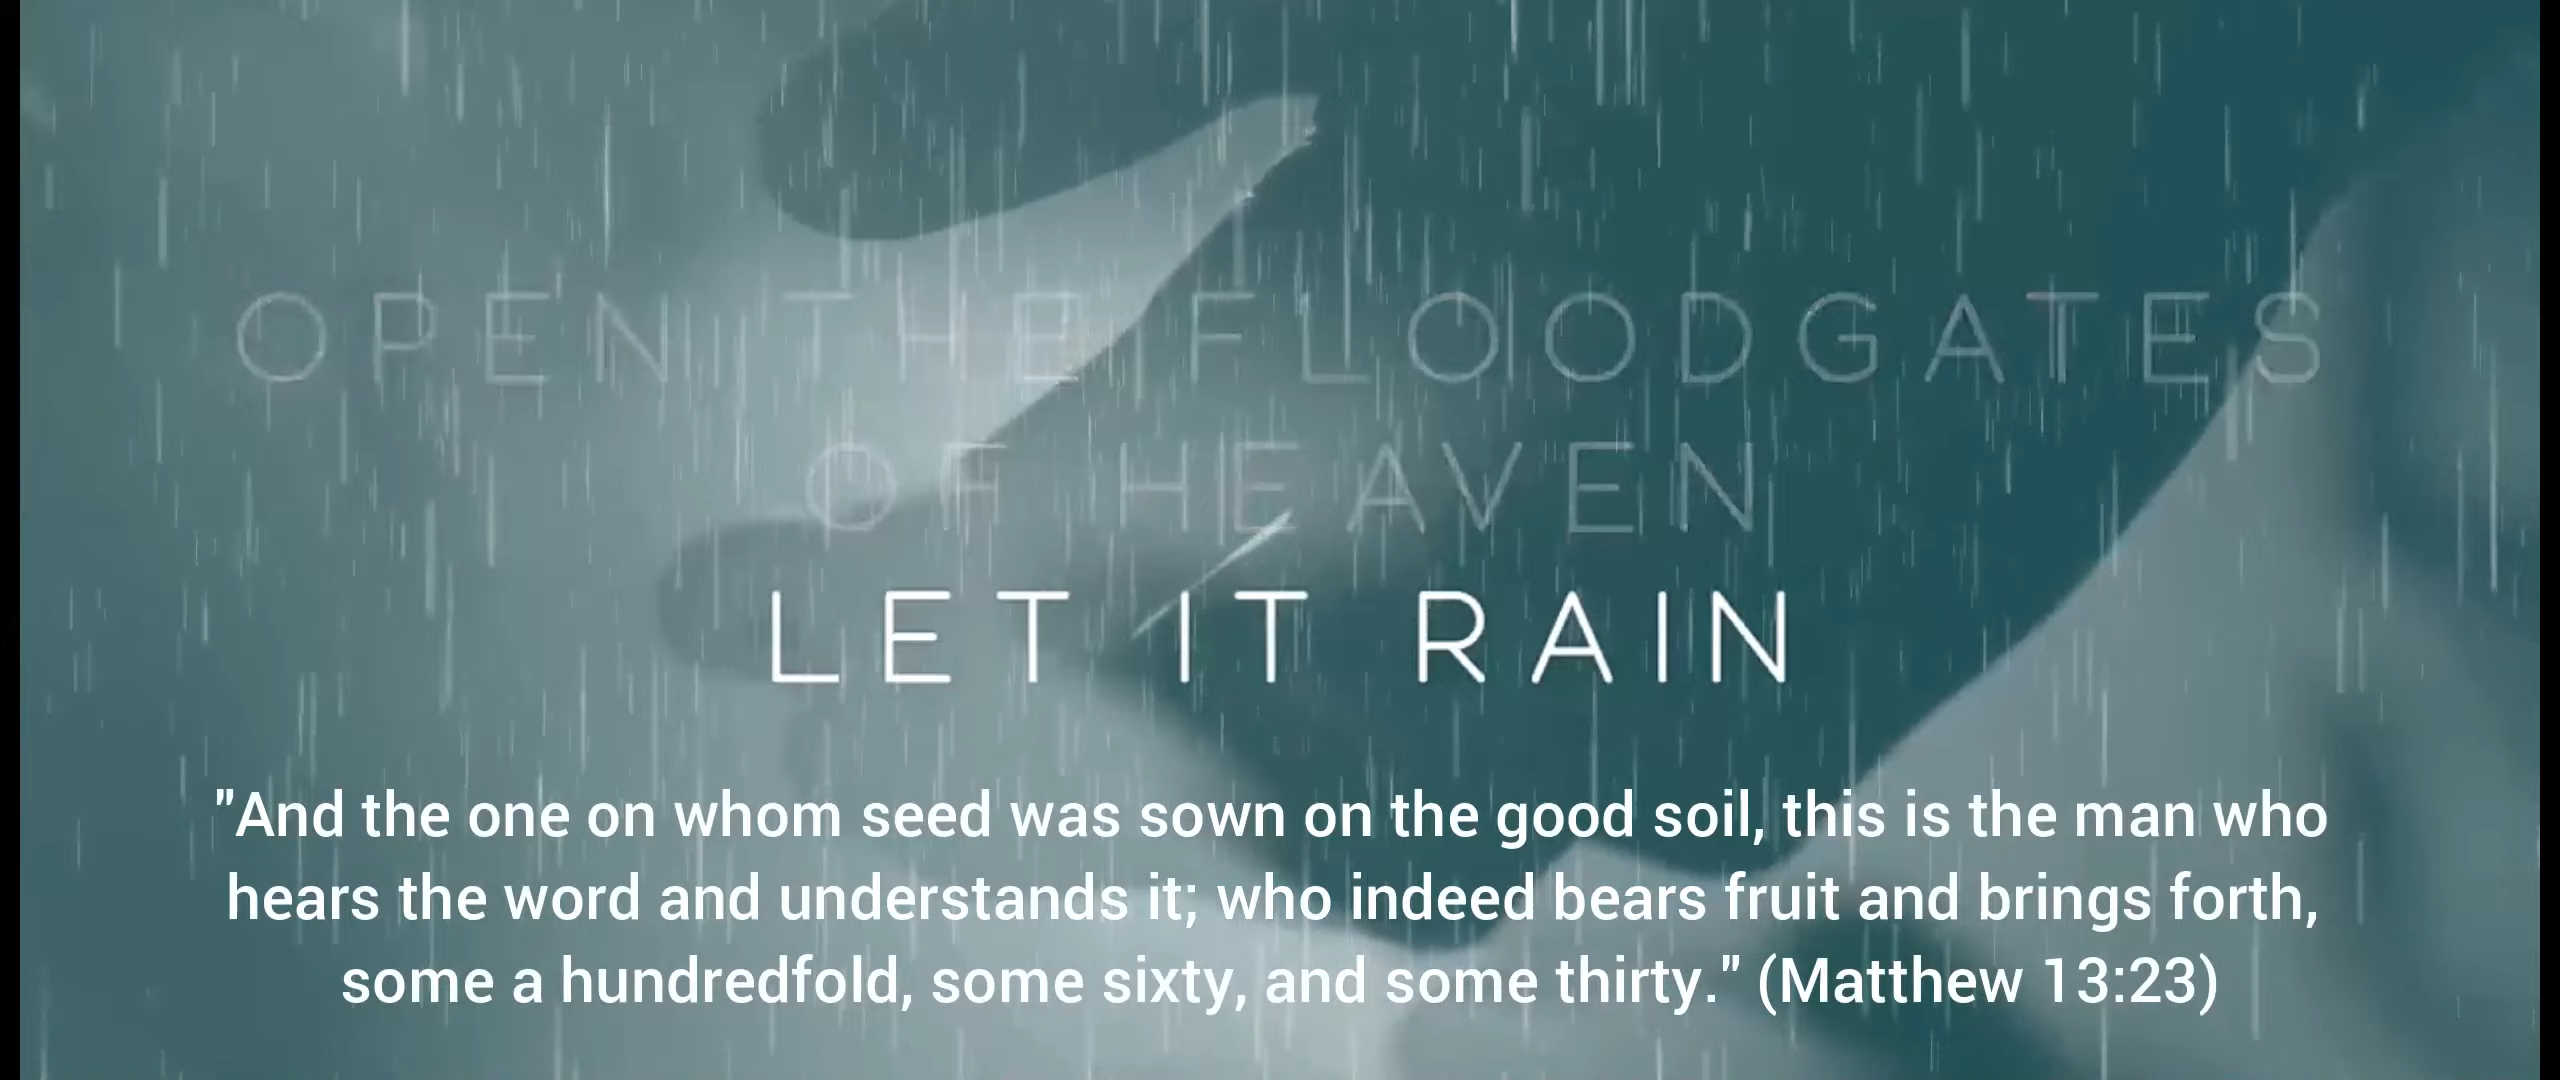 OPEN THE FLOODGATES
OF HEAVEN
LET IT RAIN
"And the one on whom seed was sown on the good soil, this is the man who
hears the word and understands it; who indeed bears fruit and brings forth,
some a hundredfold, some sixty, and some thirty." (Matthew 13:23)